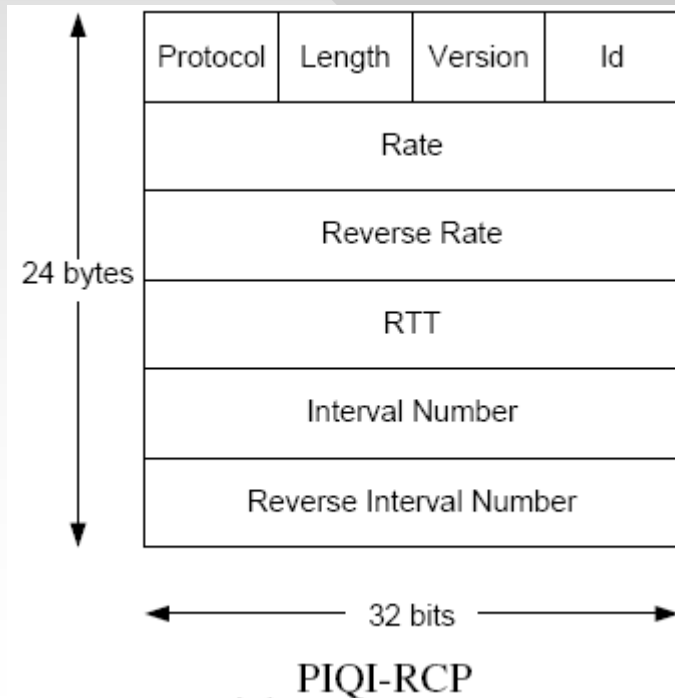 Protocol Length Version Id
Rate
Reverse Rate
24 bytes
RTT
Interval Number
Reverse Interval Number
32 bits
PIQI-RCP